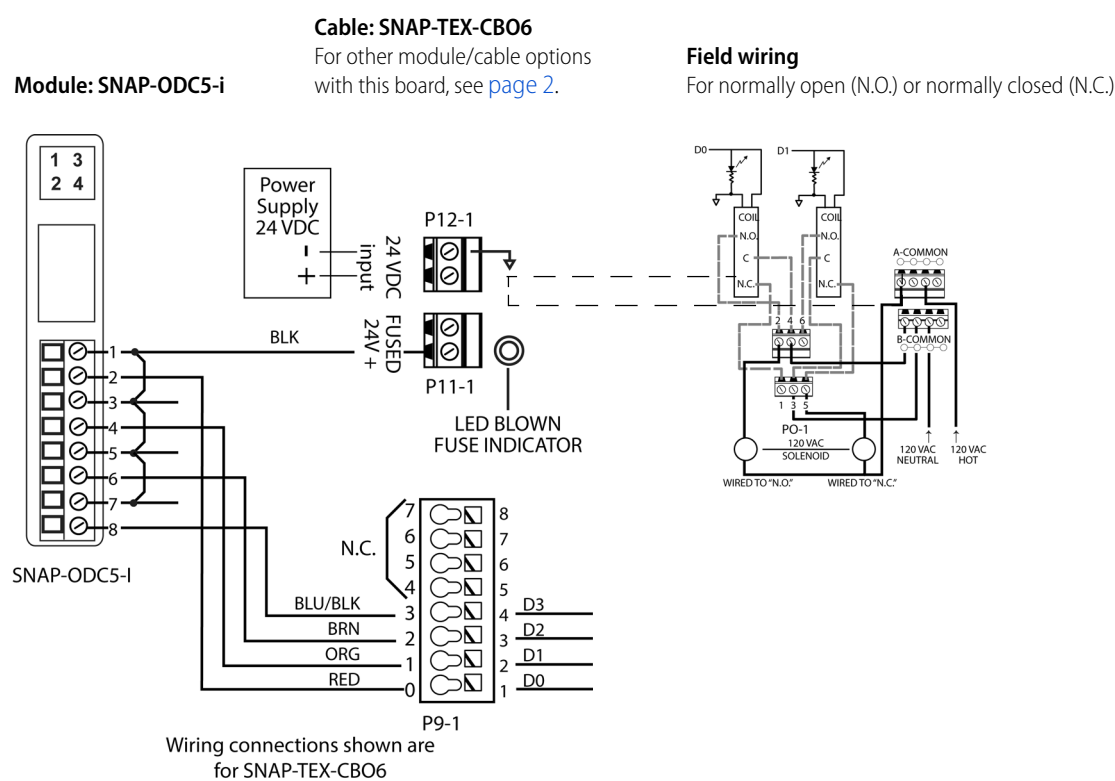 Cable: SNAP-TEX-CBO6
For other module/cable options
with this board, see page 2.
Module: SNAP-ODC5-i
Field wiring
For normally open (N.O.) or normally closed (N.C.)
1 3
2 4
Power
Supply
24 VDC
-
+
24 VDC
input
P12-1
FUSED
24V +
P11-1
BLK
LED BLOWN
FUSE INDICATOR
1
2
3
4
5
6
7
8
SNAP-ODC5-I
N.C.
7 8
6 7
5 6
4 5
BLU/BLK 3 4 D3
BRN 2 3 D2
ORG 1 2 D1
RED 0 1 D0
P9-1
Wiring connections shown are
for SNAP-TEX-CBO6
D0 D1
COIL COIL
N.O. N.O.
C C
N.C. N.C.
A-COMMON
B-COMMON
2 4 6
1 3 5
PO-1
120 VAC
SOLENOID
120 VAC
NEUTRAL
120 VAC
HOT
WIRED TO "N.O." WIRED TO "N.C."